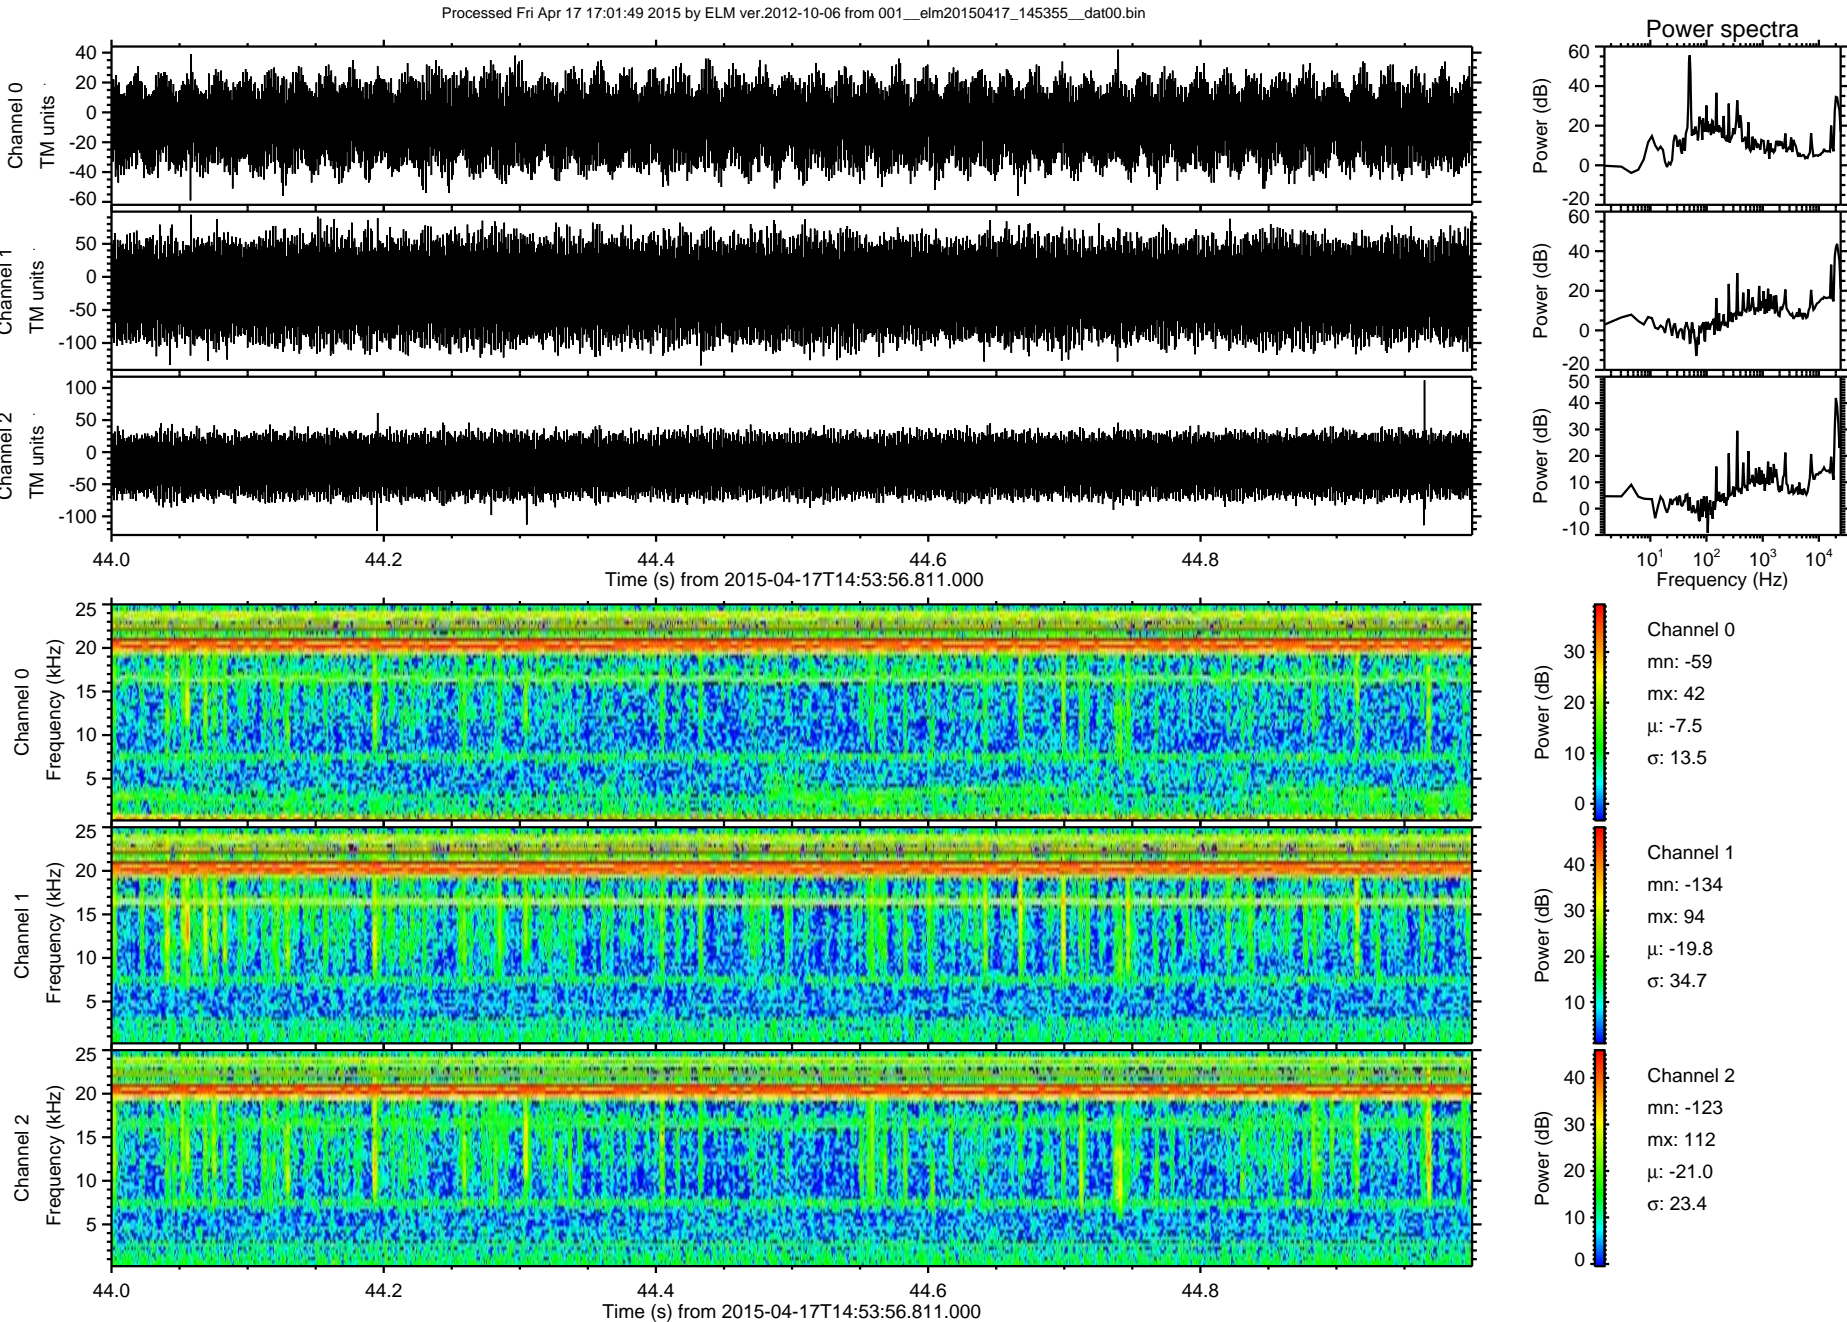 Processed Fri Apr 17 17:01:49 2015 by ELM ver.2012-10-06 from 001__elm20150417_145355__dat00.bin
Power spectra
Channel 0
TM units
40
20
0
-20
-40
-60
Power (dB)
60
40
20
0
-20
Channel 1
TM units
50
0
-50
-100
Power (dB)
60
40
20
0
-20
Channel 2
TM units
100
50
0
-50
-100
Power (dB)
50
40
30
20
10
0
-10
44.0 44.2 44.4 44.6 44.8
Time (s) from 2015-04-17T14:53:56.811.000
10¹ 10² 10³ 10⁴
Frequency (Hz)
Channel 0
Frequency (kHz)
25
20
15
10
5
Power (dB)
30
20
10
0
Channel 0
mn: -59
mx: 42
μ: -7.5
σ: 13.5
Channel 1
Frequency (kHz)
25
20
15
10
5
Power (dB)
40
30
20
10
Channel 1
mn: -134
mx: 94
μ: -19.8
σ: 34.7
Channel 2
Frequency (kHz)
25
20
15
10
5
Power (dB)
40
30
20
10
0
Channel 2
mn: -123
mx: 112
μ: -21.0
σ: 23.4
44.0 44.2 44.4 44.6 44.8
Time (s) from 2015-04-17T14:53:56.811.000